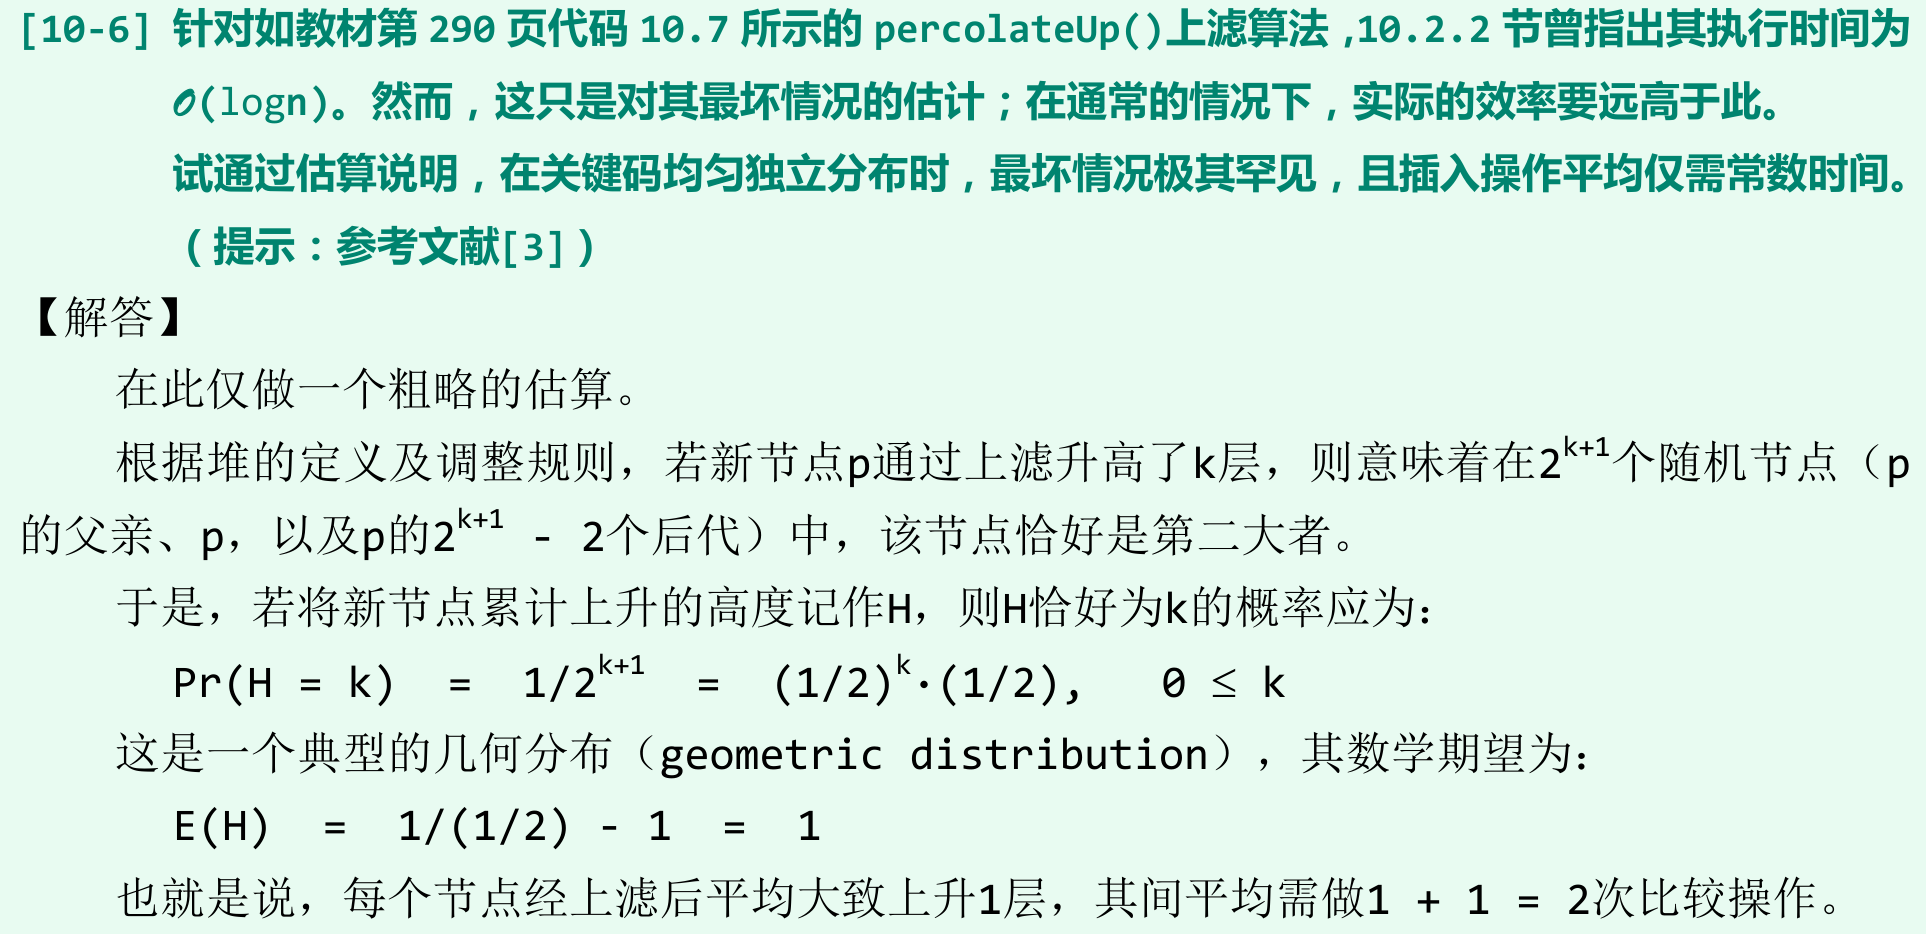 [10-6] 针对如教材第 290 页代码 10.7 所示的 percolateUp()上滤算法,10.2.2 节曾指出其执行时间为
O(logn)。然而，这只是对其最坏情况的估计；在通常的情况下，实际的效率要远高于此。
试通过估算说明，在关键码均匀独立分布时，最坏情况极其罕见，且插入操作平均仅需常数时间。
（提示：参考文献[3]）
【解答】
在此仅做一个粗略的估算。
根据堆的定义及调整规则，若新节点p通过上滤升高了k层，则意味着在2^{k+1}个随机节点（p
的父亲、p，以及p的2^{k+1} - 2个后代）中，该节点恰好是第二大者。
于是，若将新节点累计上升的高度记作H，则H恰好为k的概率应为：
Pr(H = k) = 1/2^{k+1} = (1/2)^k·(1/2), 0 ≤ k
这是一个典型的几何分布（geometric distribution），其数学期望为：
E(H) = 1/(1/2) - 1 = 1
也就是说，每个节点经上滤后平均大致上升1层，其间平均需做1 + 1 = 2次比较操作。